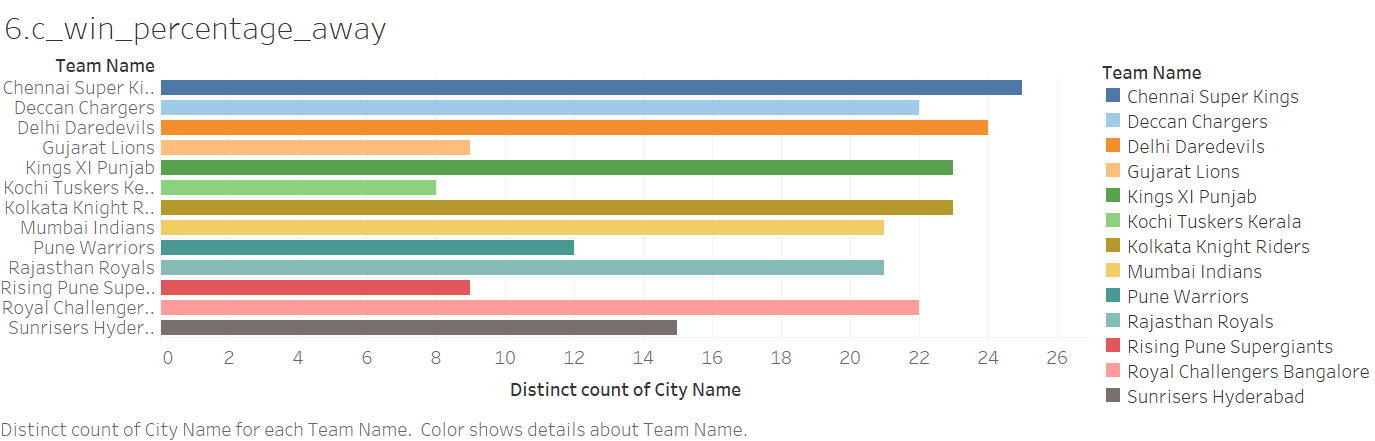 6.c_win_percentage_away
Team Name
Chennai Super Ki..
Deccan Chargers
Delhi Daredevils
Gujarat Lions
Kings XI Punjab
Kochi Tuskers Ke..
Kolkata Knight R..
Mumbai Indians
Pune Warriors
Rajasthan Royals
Rising Pune Supe..
Royal Challenger..
Sunrisers Hyder..
0 2 4 6 8 10 12 14 16 18 20 22 24 26
Distinct count of City Name
Team Name
Chennai Super Kings
Deccan Chargers
Delhi Daredevils
Gujarat Lions
Kings XI Punjab
Kochi Tuskers Kerala
Kolkata Knight Riders
Mumbai Indians
Pune Warriors
Rajasthan Royals
Rising Pune Supergiants
Royal Challengers Bangalore
Sunrisers Hyderabad
Distinct count of City Name for each Team Name.  Color shows details about Team Name.